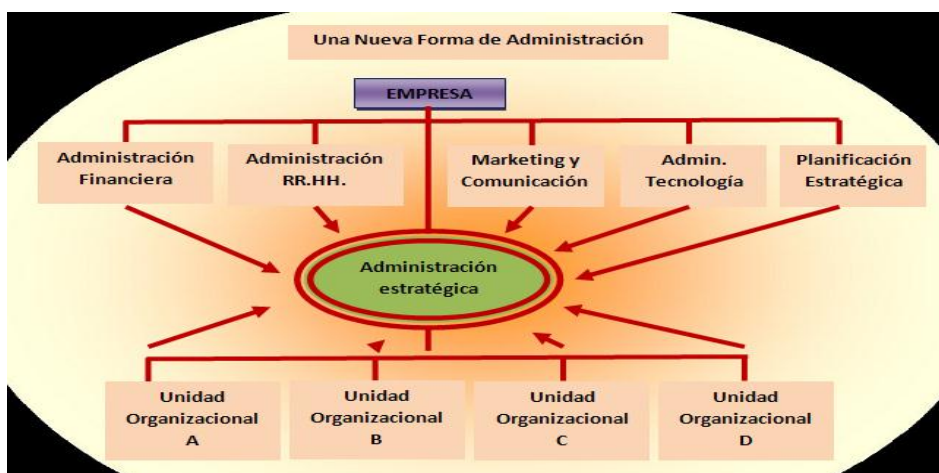 Una Nueva Forma de Administración
EMPRESA
Administración
Financiera
Administración
RR.HH.
Marketing y
Comunicación
Admin.
Tecnología
Planificación
Estratégica
Administración
estratégica
Unidad
Organizacional
A
Unidad
Organizacional
B
Unidad
Organizacional
C
Unidad
Organizacional
D